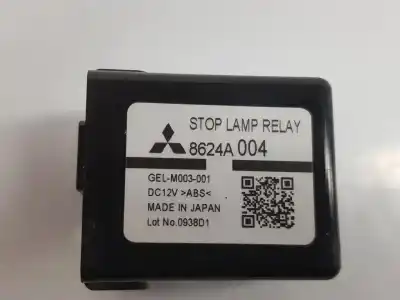 STOP LAMP RELAY
8624A 004
GEL-M003-001
DC12V >ABS<
MADE IN JAPAN
Lot No.0938D1